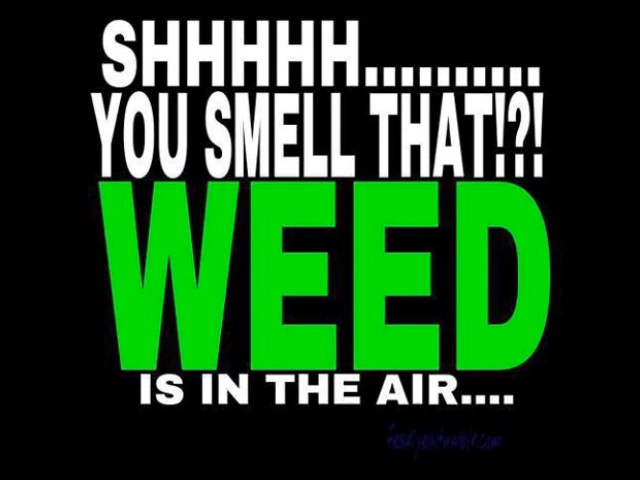 SHHHHH..........
YOU SMELL THAT!?!
WEED
IS IN THE AIR....